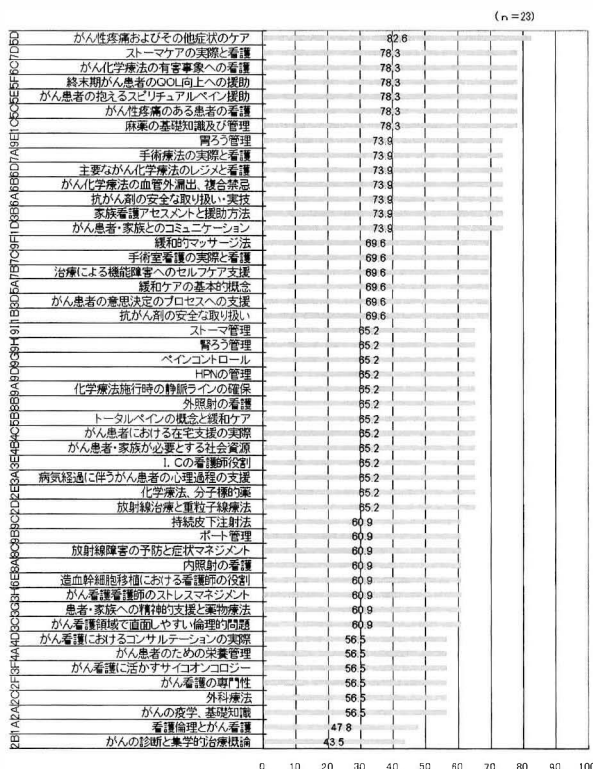 (n=23)
がん性疼痛およびその他症状のケア 82.6
ストーマケアの実際と看護 78.3
がん化学療法の有害事象への看護 78.3
終末期がん患者のQOL向上への援助 78.3
がん患者の抱えるスピリチュアルペイン援助 78.3
がん性疼痛のある患者の看護 78.3
麻薬の基礎知識及び管理 78.3
胃ろう管理 73.9
手術療法の実際と看護 73.9
主要ながん化学療法のレジメと看護 73.9
がん化学療法の血管外漏出、複合禁忌 73.9
抗がん剤の安全な取り扱い・実技 73.9
家族看護アセスメントと援助方法 73.9
がん患者・家族とのコミュニケーション 73.9
緩和的マッサージ法 69.6
手術室看護の実際と看護 69.6
治療による機能障害へのセルフケア支援 69.6
緩和ケアの基本的概念 69.6
がん患者の意思決定のプロセスへの支援 69.6
抗がん剤の安全な取り扱い 69.6
ストーマ管理 65.2
腎ろう管理 65.2
ペインコントロール 65.2
HPNの管理 65.2
化学療法施行時の静脈ラインの確保 65.2
外照射の看護 65.2
トータルペインの概念と緩和ケア 65.2
がん患者における在宅支援の実際 65.2
がん患者・家族が必要とする社会資源 65.2
I. Cの看護師役割 65.2
病気経過に伴うがん患者の心理過程の支援 65.2
化学療法、分子標的薬 65.2
放射線治療と重粒子線療法 65.2
持続皮下注射法 60.9
ポート管理 60.9
放射線障害の予防と症状マネジメント 60.9
内照射の看護 60.9
造血幹細胞移植における看護師の役割 60.9
がん看護看護師のストレスマネジメント 60.9
患者・家族への精神的支援と薬物療法 60.9
がん看護領域で直面しやすい倫理的問題 60.9
がん看護におけるコンサルテーションの実際 56.5
がん患者のための栄養管理 56.5
がん看護に活かすサイコオンコロジー 56.5
がん看護の専門性 56.5
外科療法 56.5
がんの疫学、基礎知識 56.5
看護倫理とがん看護 47.8
がんの診断と集学的治療概論 43.5
0 10 20 30 40 50 60 70 80 90 100